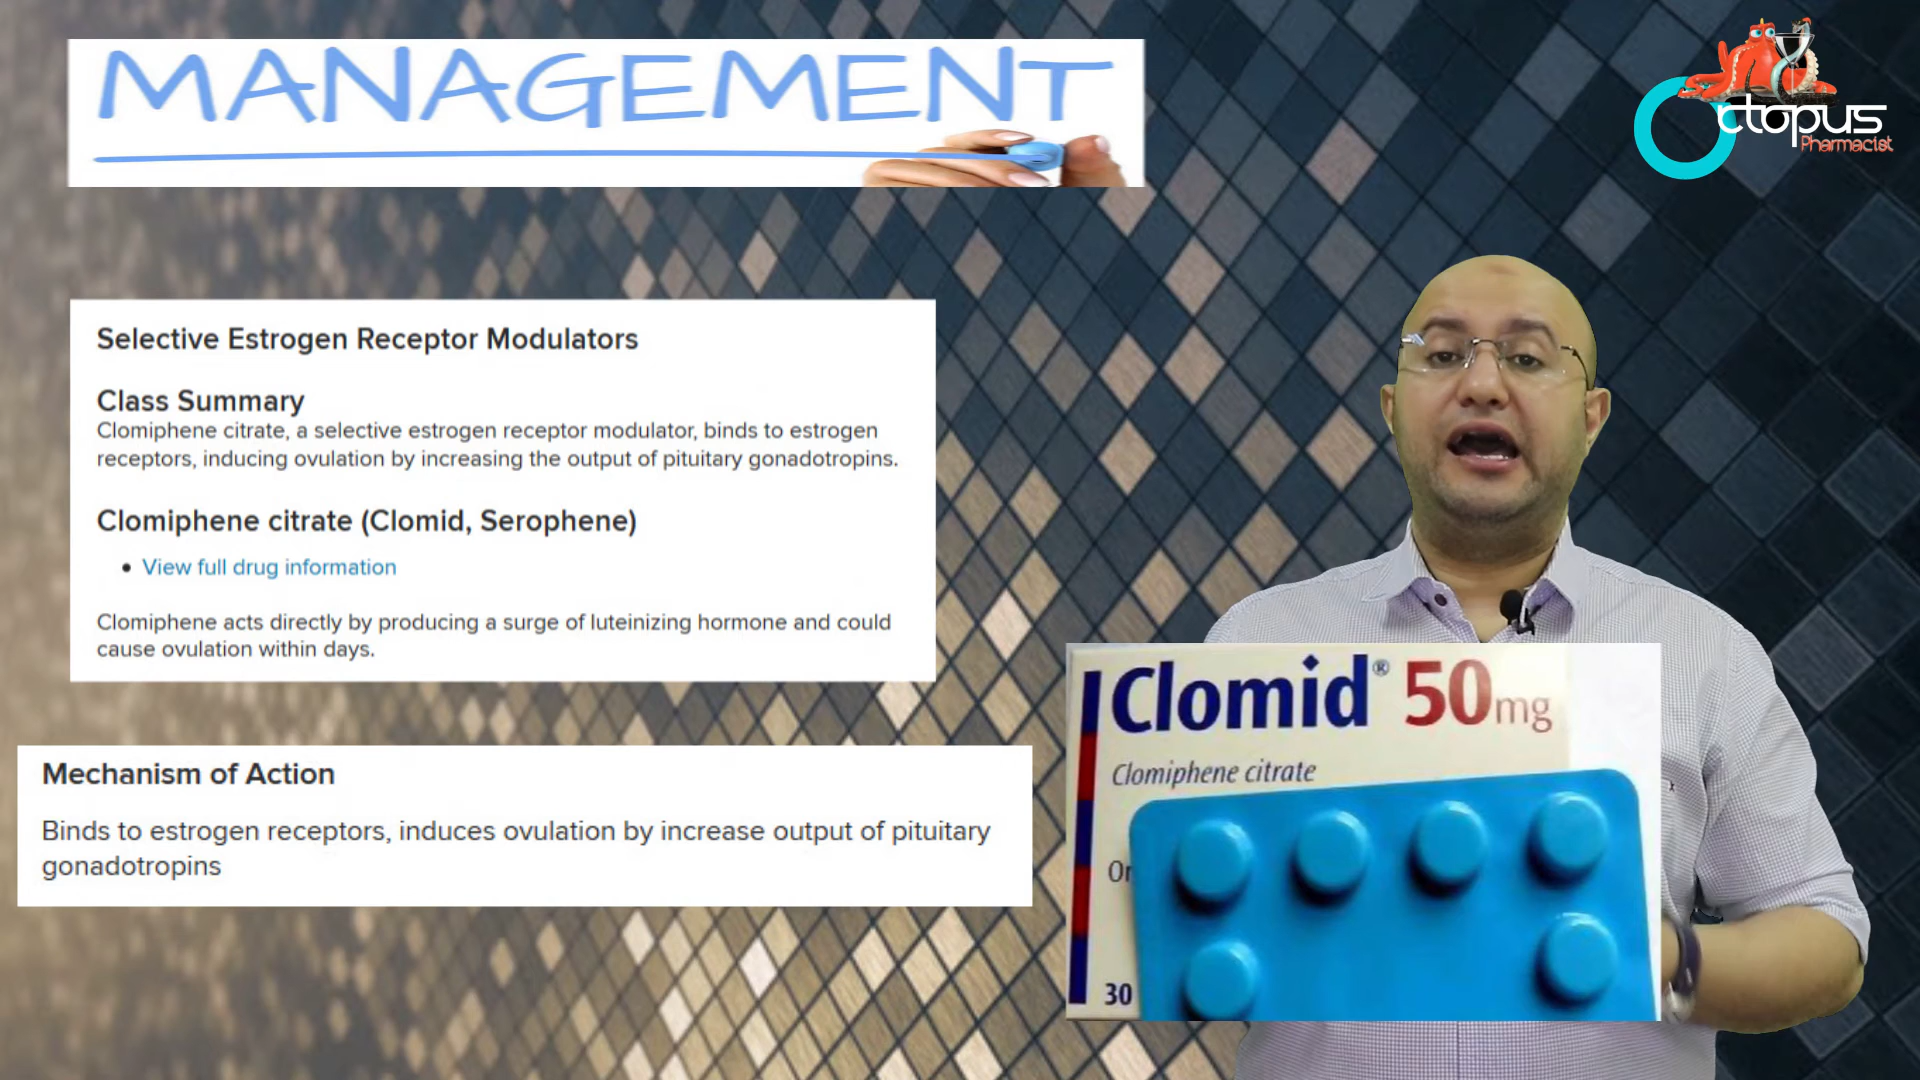 MANAGEMENT
Octopus
Pharmacist
Selective Estrogen Receptor Modulators
Class Summary
Clomiphene citrate, a selective estrogen receptor modulator, binds to estrogen
receptors, inducing ovulation by increasing the output of pituitary gonadotropins.
Clomiphene citrate (Clomid, Serophene)
• View full drug information
Clomiphene acts directly by producing a surge of luteinizing hormone and could
cause ovulation within days.
Mechanism of Action
Binds to estrogen receptors, induces ovulation by increase output of pituitary
gonadotropins
Clomid® 50mg
Clomiphene citrate
30